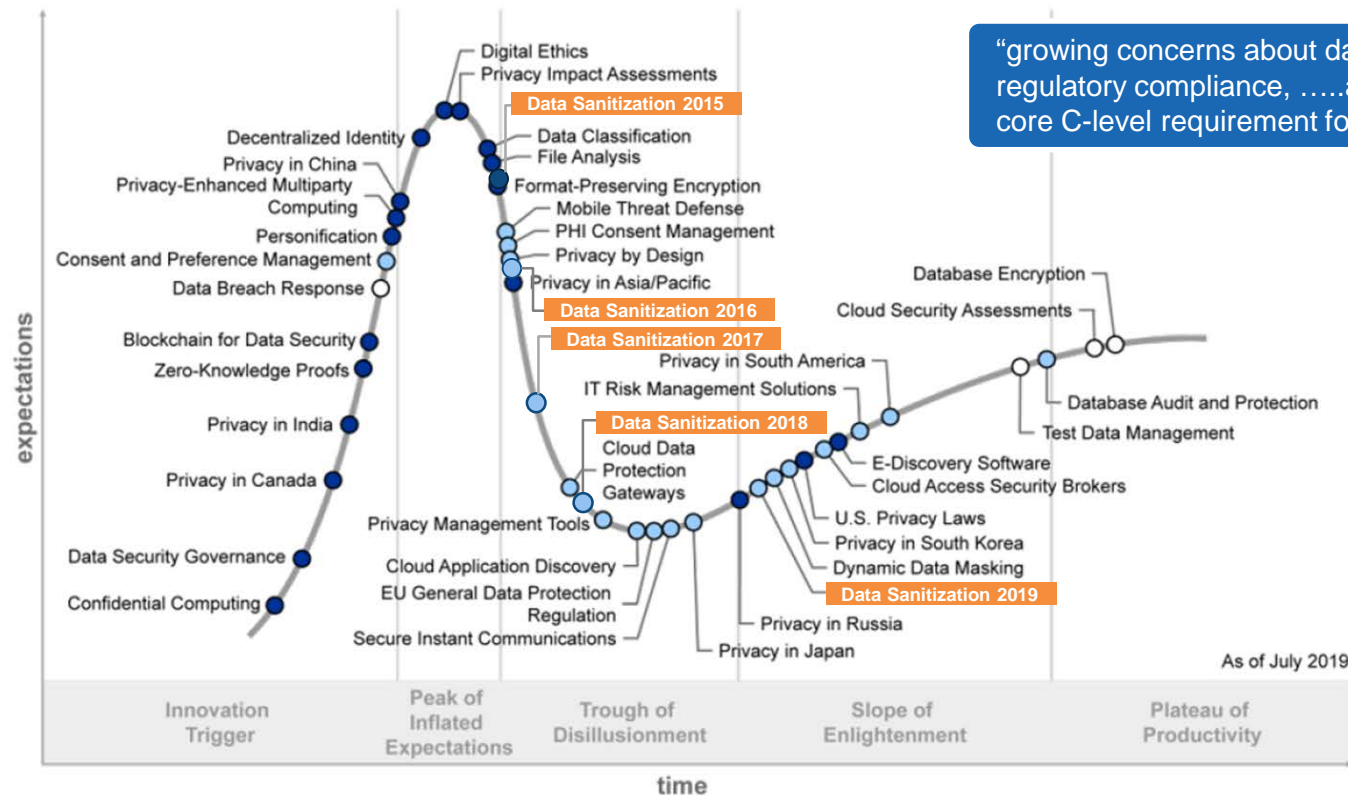 “growing concerns about da
regulatory compliance, …..a
core C-level requirement fo
Digital Ethics
Privacy Impact Assessments
Data Sanitization 2015
Decentralized Identity
Data Classification
File Analysis
Privacy in China
Privacy-Enhanced Multiparty
Computing
Format-Preserving Encryption
Mobile Threat Defense
Personification
PHI Consent Management
Consent and Preference Management
Privacy by Design
Data Breach Response
Privacy in Asia/Pacific
Data Sanitization 2016
Data Sanitization 2017
Database Encryption
Cloud Security Assessments
Blockchain for Data Security
Zero-Knowledge Proofs
Privacy in South America
IT Risk Management Solutions
Privacy in India
Data Sanitization 2018
Cloud Data
Protection
Gateways
Database Audit and Protection
Test Data Management
Privacy in Canada
E-Discovery Software
Cloud Access Security Brokers
Privacy Management Tools
U.S. Privacy Laws
Privacy in South Korea
Dynamic Data Masking
Data Security Governance
Cloud Application Discovery
EU General Data Protection
Regulation
Data Sanitization 2019
Confidential Computing
Secure Instant Communications
Privacy in Russia
Privacy in Japan
As of July 2019
expectations
Innovation
Trigger
Peak of
Inflated
Expectations
Trough of
Disillusionment
Slope of
Enlightenment
Plateau of
Productivity
time